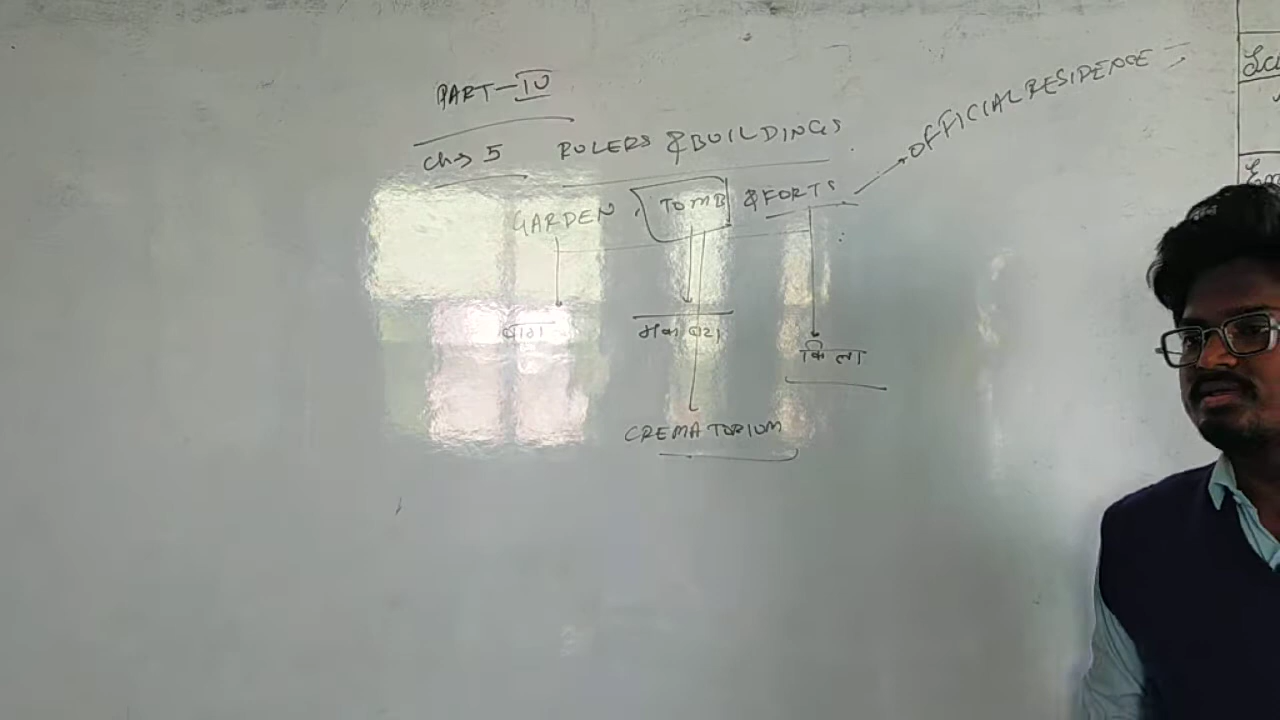 PART-IV
Ch→5 RULERS & BUILDINGS
GARDEN, TOMB & FORTS → OFFICIAL RESIDENCE
बाग मकबरा किला
CREMATORIUM